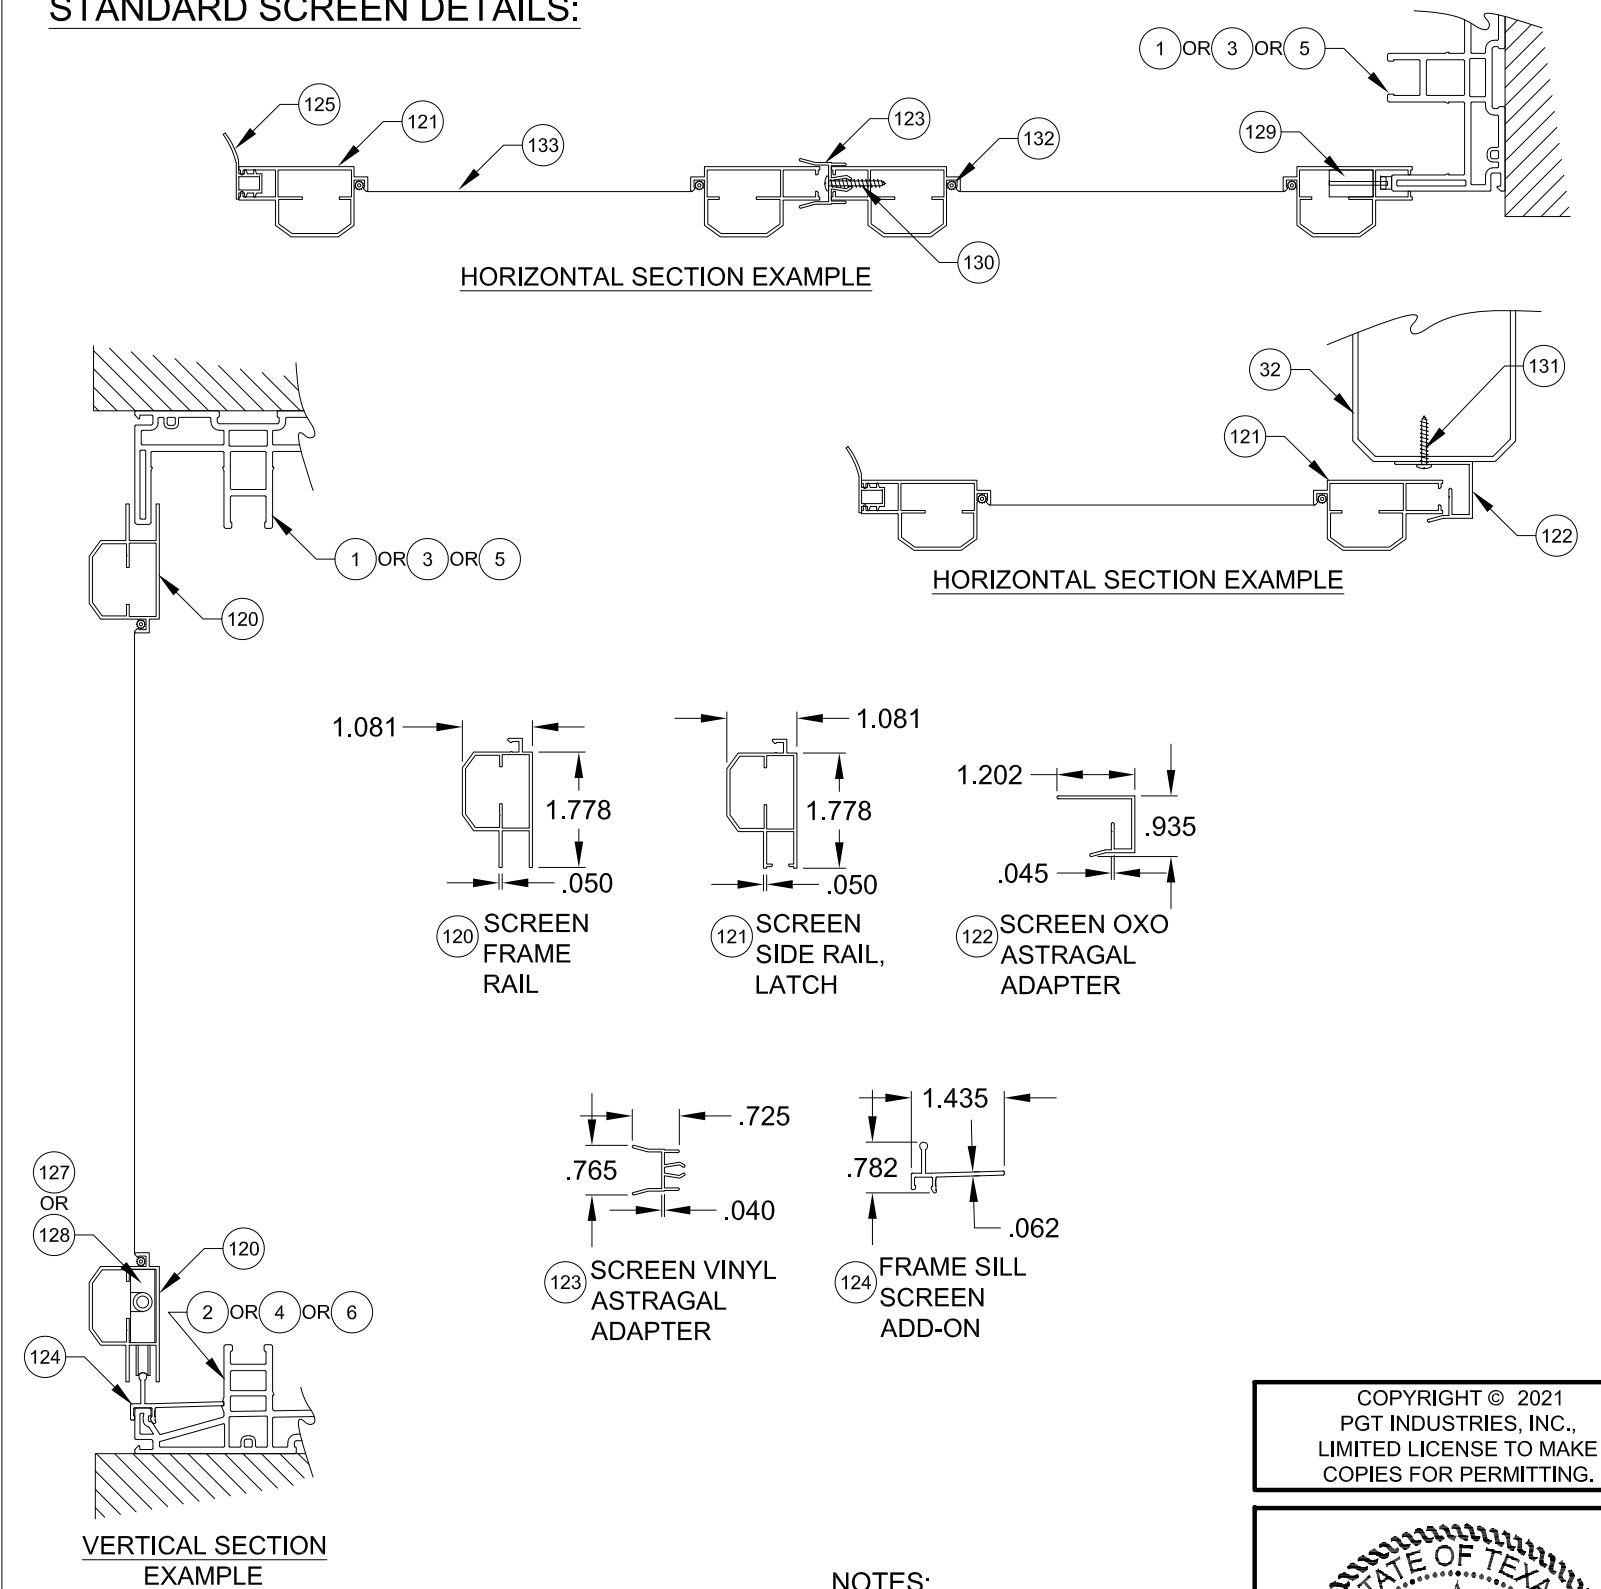 STANDARD SCREEN DETAILS:
1 OR 3 OR 5
125
121
133
123
132
129
130
HORIZONTAL SECTION EXAMPLE
32
131
121
122
HORIZONTAL SECTION EXAMPLE
1 OR 3 OR 5
120
1.081
1.778
.050
120 SCREEN
FRAME
RAIL
1.081
1.778
.050
121 SCREEN
SIDE RAIL,
LATCH
1.202
.935
.045
122 SCREEN OXO
ASTRAGAL
ADAPTER
.725
.765
.040
123 SCREEN VINYL
ASTRAGAL
ADAPTER
1.435
.782
.062
124 FRAME SILL
SCREEN
ADD-ON
127
OR
128
120
2 OR 4 OR 6
124
VERTICAL SECTION
EXAMPLE
COPYRIGHT © 2021
PGT INDUSTRIES, INC.,
LIMITED LICENSE TO MAKE
COPIES FOR PERMITTING.
NOTES:
STATE OF TEXAS